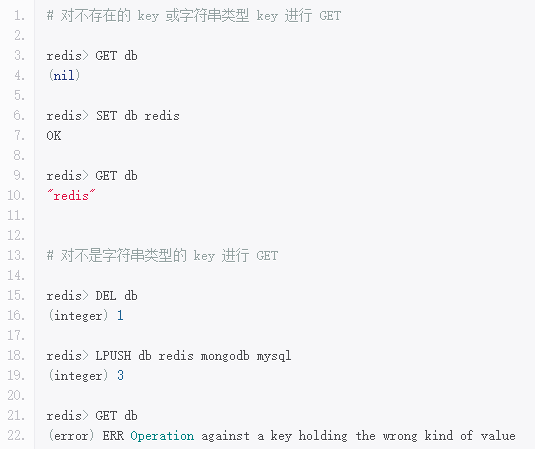 1. # 对不存在的 key 或字符串类型 key 进行 GET
2.
3. redis> GET db
4. (nil)
5.
6. redis> SET db redis
7. OK
8.
9. redis> GET db
10. "redis"
11.
12.
13. # 对不是字符串类型的 key 进行 GET
14.
15. redis> DEL db
16. (integer) 1
17.
18. redis> LPUSH db redis mongodb mysql
19. (integer) 3
20.
21. redis> GET db
22. (error) ERR Operation against a key holding the wrong kind of value